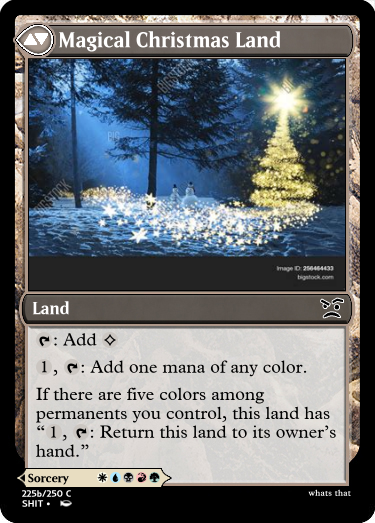 Magical Christmas Land
BIGSTOCK
Image ID: 256484433
bigstock.com
Land
: Add
1, : Add one mana of any color.
If there are five colors among
permanents you control, this land has
“1, : Return this land to its owner’s
hand.”
Sorcery
225b/250 C
SHIT •
whats that